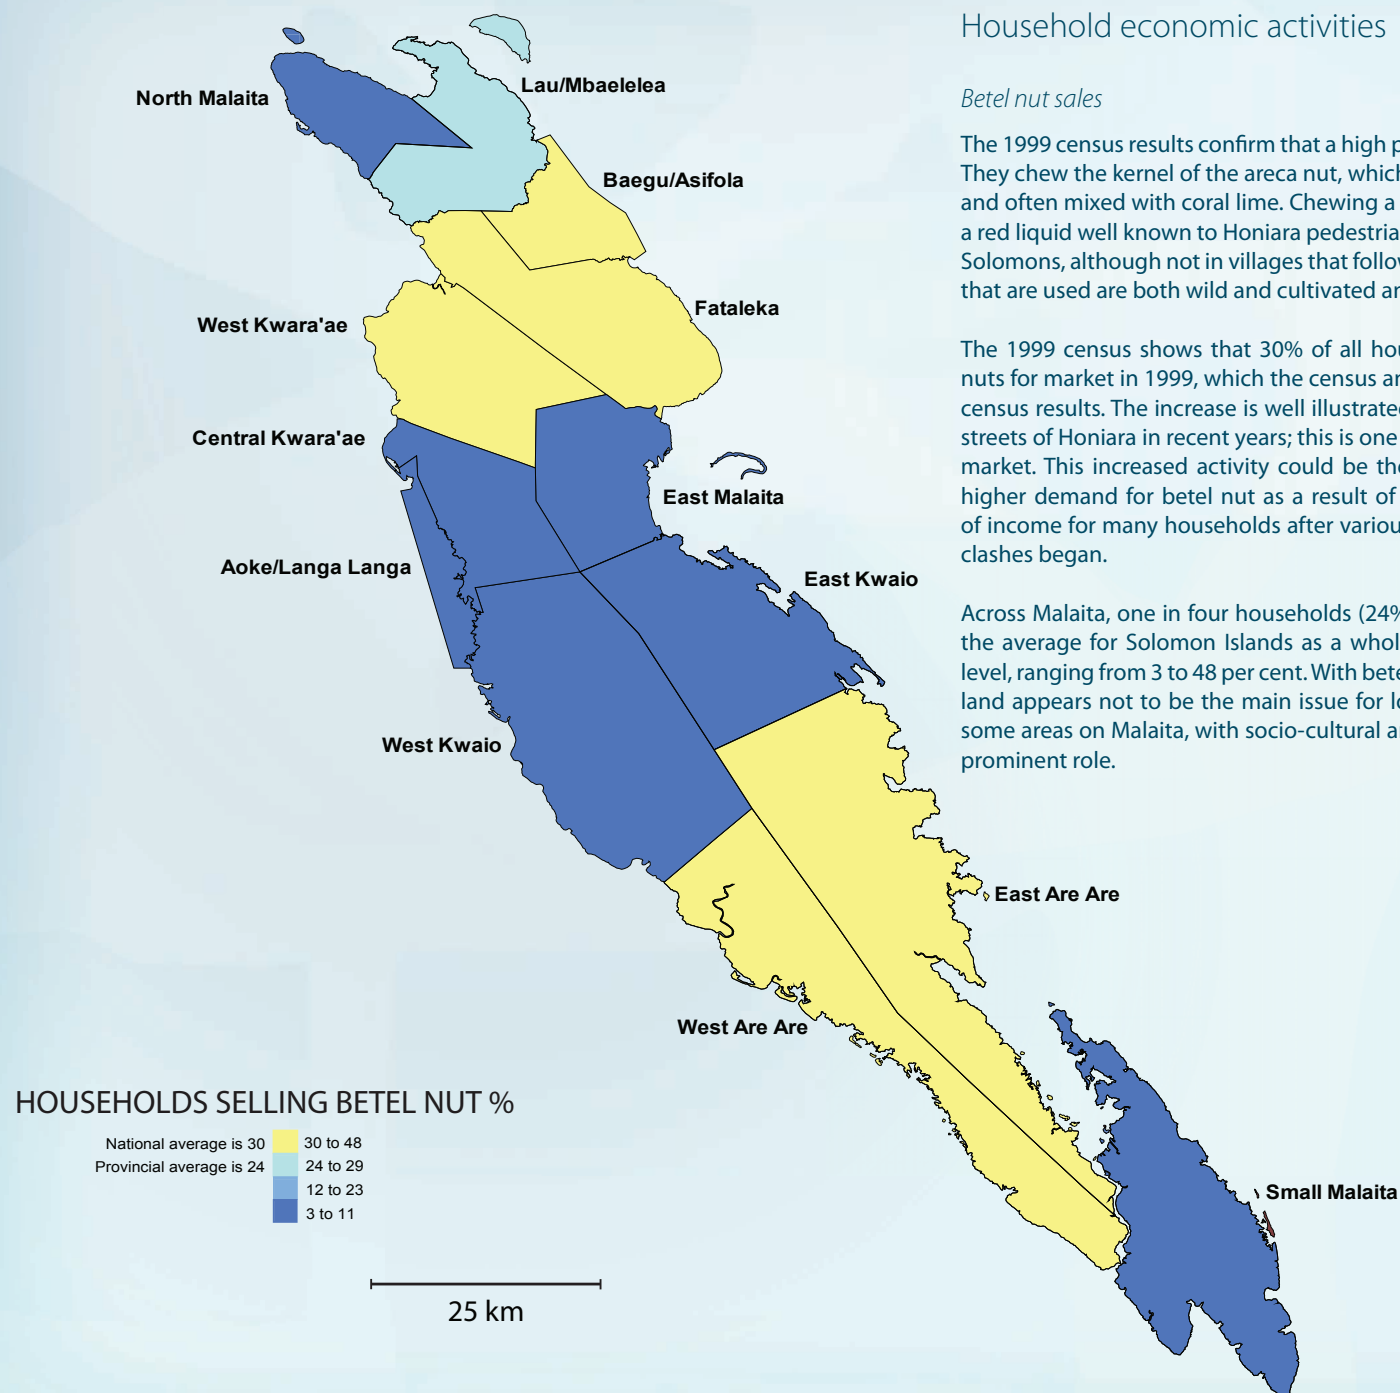 Household economic activities
Betel nut sales
The 1999 census results confirm that a high p
They chew the kernel of the areca nut, which
and often mixed with coral lime. Chewing a
a red liquid well known to Honiara pedestria
Solomons, although not in villages that follow
that are used are both wild and cultivated an
The 1999 census shows that 30% of all hou
nuts for market in 1999, which the census an
census results. The increase is well illustrated
streets of Honiara in recent years; this is one
market. This increased activity could be the
higher demand for betel nut as a result of
of income for many households after various
clashes began.
Across Malaita, one in four households (24%
the average for Solomon Islands as a whol
level, ranging from 3 to 48 per cent. With bete
land appears not to be the main issue for lo
some areas on Malaita, with socio-cultural a
prominent role.
North Malaita
Lau/Mbaelelea
Baegu/Asifola
Fataleka
West Kwara'ae
Central Kwara'ae
East Malaita
Aoke/Langa Langa
East Kwaio
West Kwaio
East Are Are
West Are Are
Small Malaita
HOUSEHOLDS SELLING BETEL NUT %
National average is 30 30 to 48
Provincial average is 24 24 to 29
12 to 23
3 to 11
25 km